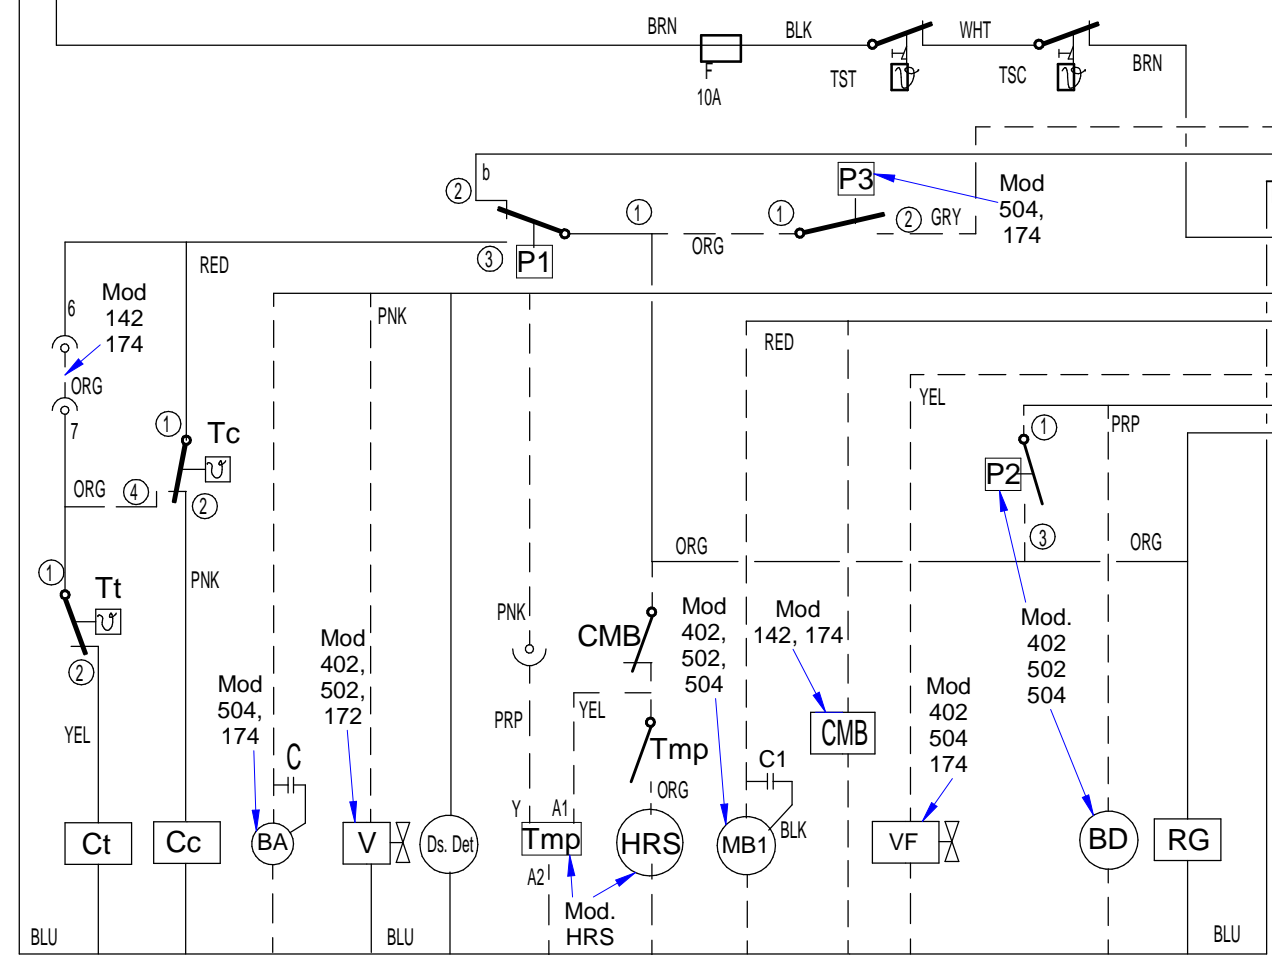 BRN
BLK
WHT
F
10A
TST
TSC
BRN
b
2
1
1
P3
2
GRY
Mod
504,
174
ORG
3
P1
RED
6
Mod
142
174
PNK
RED
ORG
7
1
Tc
YEL
1
PRP
ORG
4
2
P2
3
ORG
ORG
1
Tt
PNK
2
PNK
CMB
Mod
402,
502,
504
Mod
142, 174
Mod.
402
502
504
Mod
402,
502,
172
Mod
504,
174
YEL
PRP
YEL
Tmp
CMB
Mod
402
504
174
C
C1
ORG
Y
A1
BLK
Ct
Cc
BA
V
Ds. Det
Tmp
HRS
MB1
VF
BD
RG
A2
Mod.
HRS
BLU
BLU
BLU